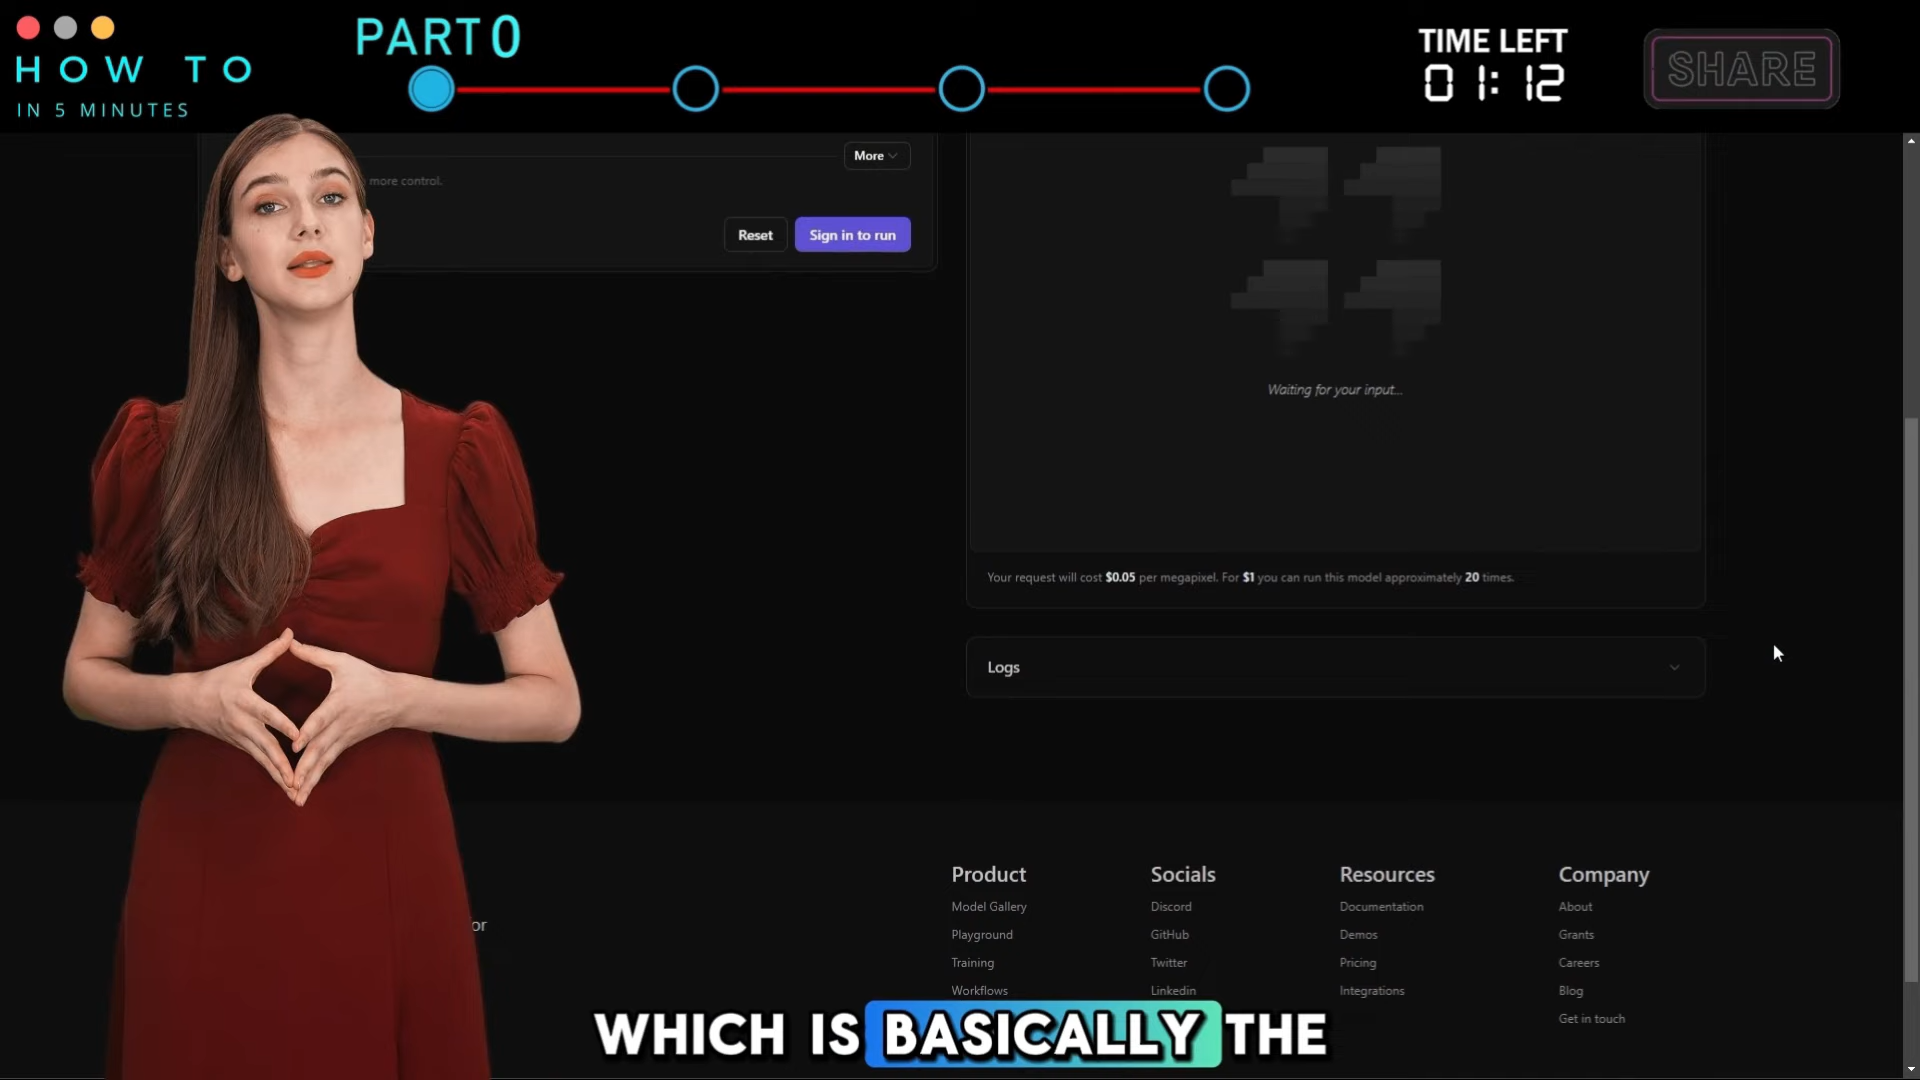 PART 0
HOW TO
IN 5 MINUTES
TIME LEFT
01:12
SHARE
More
more control.
Reset
Sign in to run
Waiting for your input...
Your request will cost $0.05 per megapixel. For $1 you can run this model approximately 20 times.
Logs
or
Product
Model Gallery
Playground
Training
Workflows
Socials
Discord
GitHub
Twitter
Linkedin
Resources
Documentation
Demos
Pricing
Integrations
Company
About
Grants
Careers
Blog
Get in touch
WHICH IS BASICALLY THE